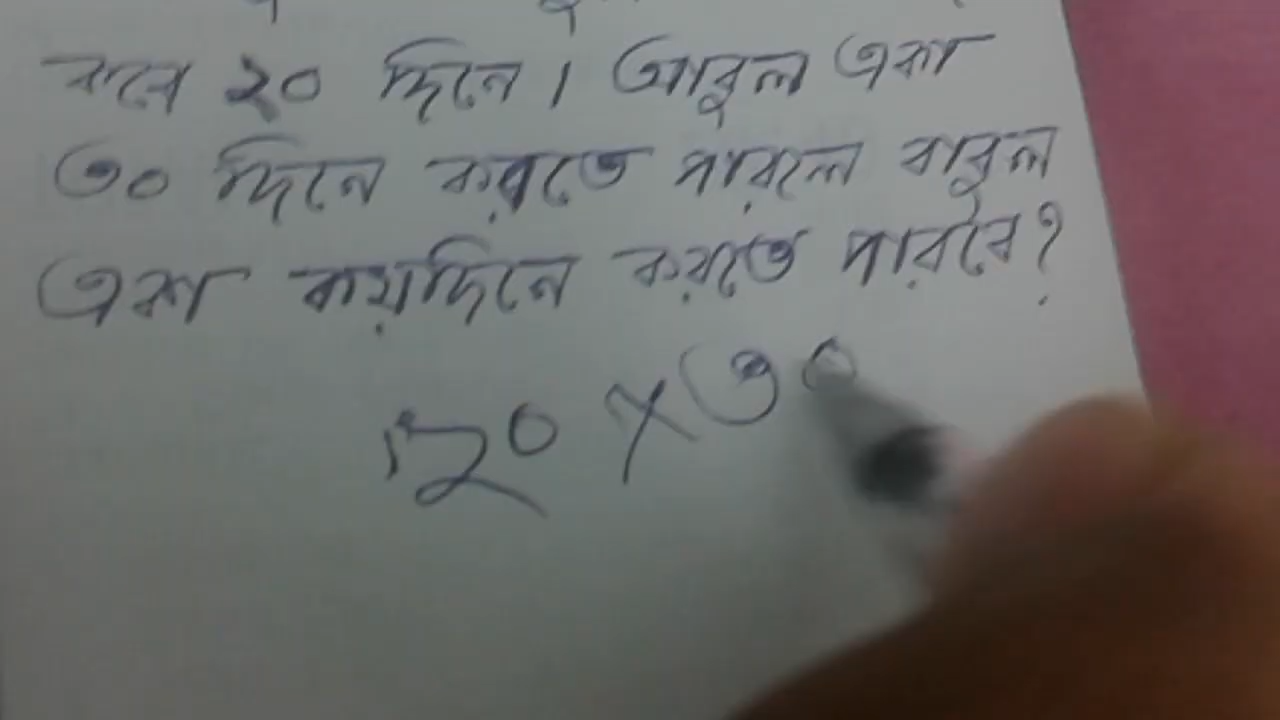 করে ২০ দিনে। আবুল একা
৩০ দিনে করতে পারলে বাবুল
একা কয়দিনে করতে পারবে?
২০ × ৩০